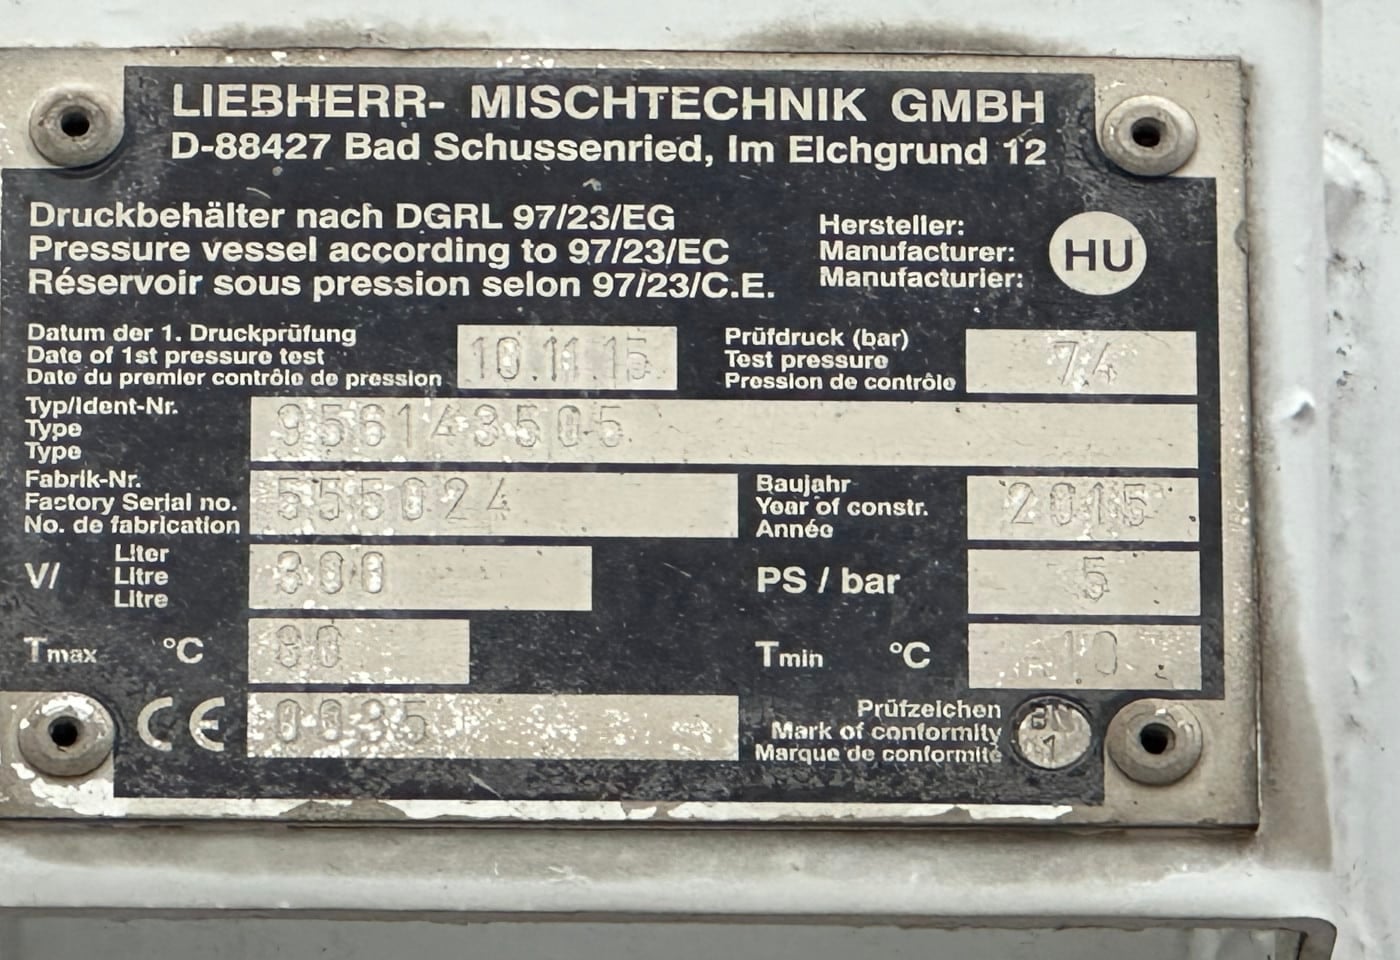 LIEBHERR- MISCHTECHNIK GMBH
D-88427 Bad Schussenried, Im Elchgrund 12
Druckbehälter nach DGRL 97/23/EG
Pressure vessel according to 97/23/EC
Réservoir sous pression selon 97/23/C.E.
Hersteller:
Manufacturer:
Manufacturier:
HU
Datum der 1. Druckprüfung
Date of 1st pressure test
Date du premier contrôle de pression
10.11.15
Prüfdruck (bar)
Test pressure
Pression de contrôle
Typ/Ident-Nr.
Type
Type
956143505
Fabrik-Nr.
Factory Serial no.
No. de fabrication
555024
Baujahr
Year of constr.
Année
2015
V/
Liter
Litre
Litre
300
PS / bar
5
Tmax °C
Tmin °C
CE
0035
Prüfzeichen
Mark of conformity
Marque de conformité